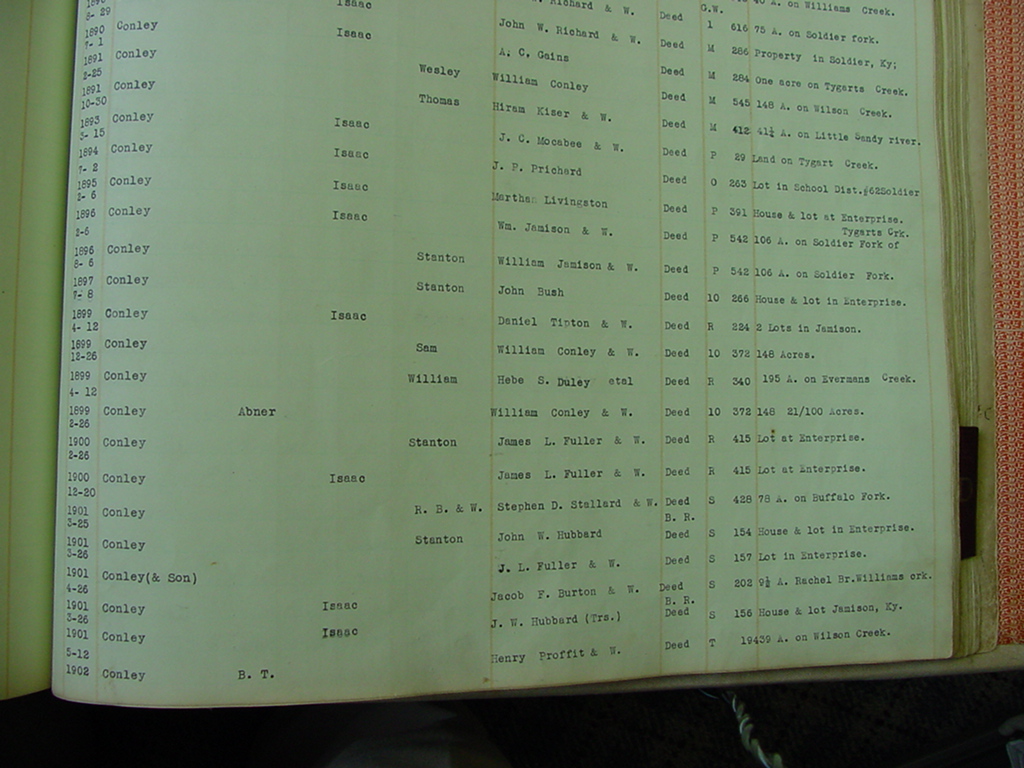 1890 Isaac W. Richard & W. G.W. 40 A. on Williams Creek.
8- 29
1890 Conley Isaac John W. Richard & W. Deed 1 616 75 A. on Soldier fork.
7- 1
1891 Conley A. C. Gains Deed M 286 Property in Soldier, Ky;
2-25
1891 Conley Wesley William Conley Deed M 284 One acre on Tygarts Creek.
10-30
1893 Conley Thomas Hiram Kiser & W. Deed M 545 148 A. on Wilson Creek.
3- 15
Isaac J. C. Mocabee & W. Deed M 412 41½ A. on Little Sandy river.
1894 Conley Isaac J. P. Prichard Deed P 29 Land on Tygart Creek.
7- 2
1895 Conley Isaac Marthan Livingston Deed O 263 Lot in School Dist.#62Soldier
2- 6
1896 Conley Isaac Wm. Jamison & W. Deed P 391 House & lot at Enterprise.
2-6
Tygarts Crk.
Deed P 542 106 A. on Soldier Fork of
1896 Conley Stanton William Jamison & W. Deed P 542 106 A. on Soldier Fork.
8- 6
1897 Conley Stanton John Bush Deed 10 266 House & lot in Enterprise.
7- 8
1899 Conley Isaac Daniel Tipton & W. Deed R 224 2 Lots in Jamison.
4- 12
1899 Conley Sam William Conley & W. Deed 10 372 148 Acres.
12-26
1899 Conley William Hebe S. Duley etal Deed R 340 195 A. on Evermans Creek.
4- 12
1899 Conley Abner William Conley & W. Deed 10 372 148 21/100 Acres.
2-26
1900 Conley Stanton James L. Fuller & W. Deed R 415 Lot at Enterprise.
2-26
1900 Conley Isaac James L. Fuller & W. Deed R 415 Lot at Enterprise.
12-20
1901 Conley R. B. & W. Stephen D. Stallard & W. Deed S 428 78 A. on Buffalo Fork.
3-25
B. R.
1901 Conley Stanton John W. Hubbard Deed S 154 House & lot in Enterprise.
3-26
1901 Conley(& Son) J. L. Fuller & W. Deed S 157 Lot in Enterprise.
4-26
1901 Conley Isaac Jacob F. Burton & W. Deed S 202 9½ A. Rachel Br.Williams crk.
3-26
B. R.
1901 Conley Isaac J. W. Hubbard (Trs.) Deed S 156 House & lot Jamison, Ky.
5-12
1902 Conley B. T. Henry Proffit & W. Deed T 19439 A. on Wilson Creek.